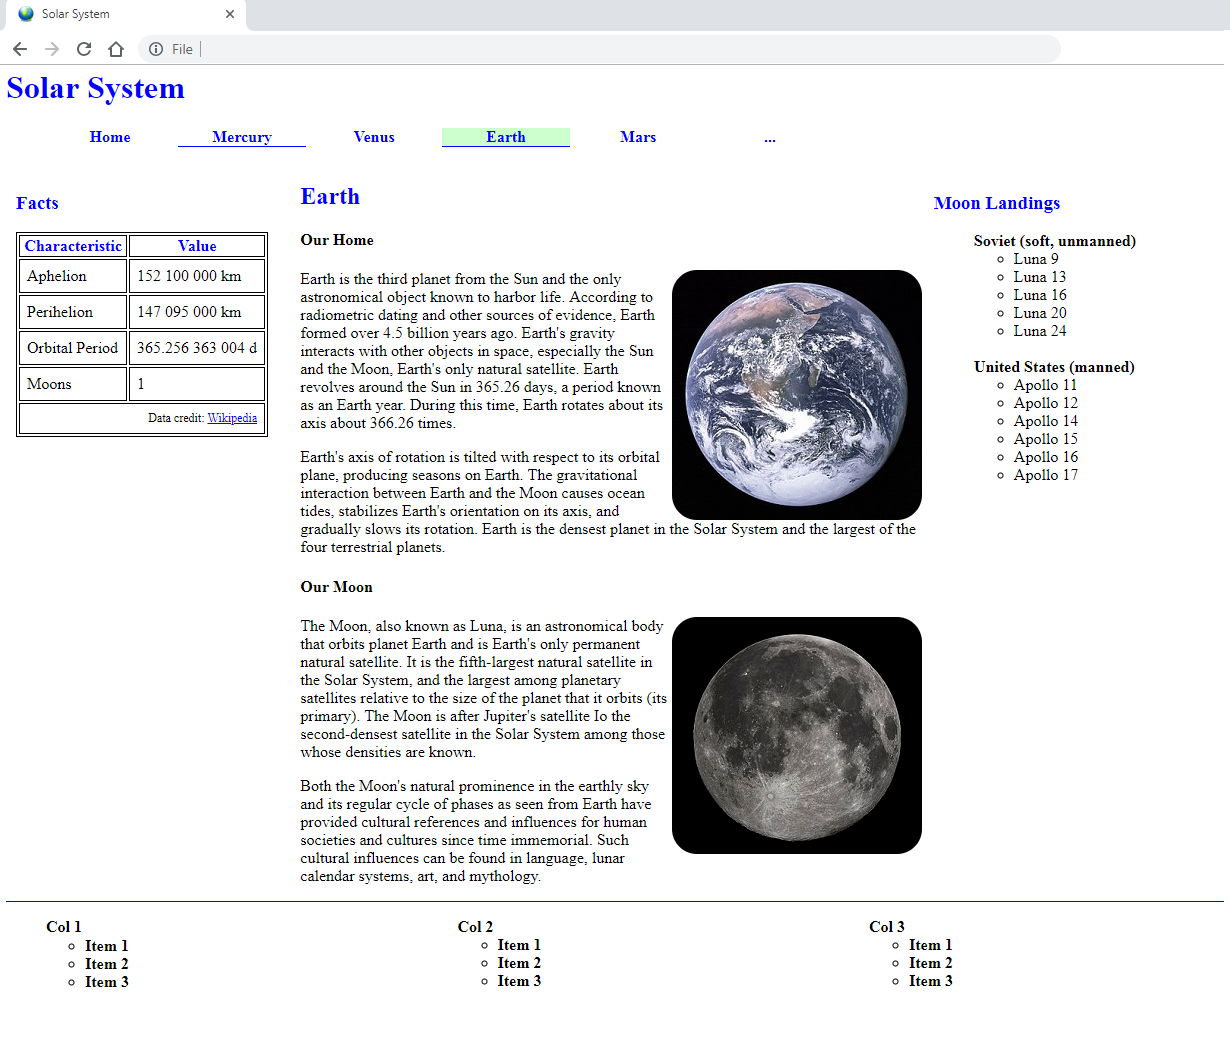 Solar System
File
Solar System
Home Mercury Venus Earth Mars ...
Facts
Characteristic Value
Aphelion 152 100 000 km
Perihelion 147 095 000 km
Orbital Period 365.256 363 004 d
Moons 1
Data credit: Wikipedia
Earth
Our Home
Earth is the third planet from the Sun and the only
astronomical object known to harbor life. According to
radiometric dating and other sources of evidence, Earth
formed over 4.5 billion years ago. Earth's gravity
interacts with other objects in space, especially the Sun
and the Moon, Earth's only natural satellite. Earth
revolves around the Sun in 365.26 days, a period known
as an Earth year. During this time, Earth rotates about its
axis about 366.26 times.
Earth's axis of rotation is tilted with respect to its orbital
plane, producing seasons on Earth. The gravitational
interaction between Earth and the Moon causes ocean
tides, stabilizes Earth's orientation on its axis, and
gradually slows its rotation. Earth is the densest planet in the Solar System and the largest of the
four terrestrial planets.
Our Moon
The Moon, also known as Luna, is an astronomical body
that orbits planet Earth and is Earth's only permanent
natural satellite. It is the fifth-largest natural satellite in
the Solar System, and the largest among planetary
satellites relative to the size of the planet that it orbits (its
primary). The Moon is after Jupiter's satellite Io the
second-densest satellite in the Solar System among those
whose densities are known.
Both the Moon's natural prominence in the earthly sky
and its regular cycle of phases as seen from Earth have
provided cultural references and influences for human
societies and cultures since time immemorial. Such
cultural influences can be found in language, lunar
calendar systems, art, and mythology.
Moon Landings
Soviet (soft, unmanned)
Luna 9
Luna 13
Luna 16
Luna 20
Luna 24
United States (manned)
Apollo 11
Apollo 12
Apollo 14
Apollo 15
Apollo 16
Apollo 17
Col 1
Item 1
Item 2
Item 3
Col 2
Item 1
Item 2
Item 3
Col 3
Item 1
Item 2
Item 3